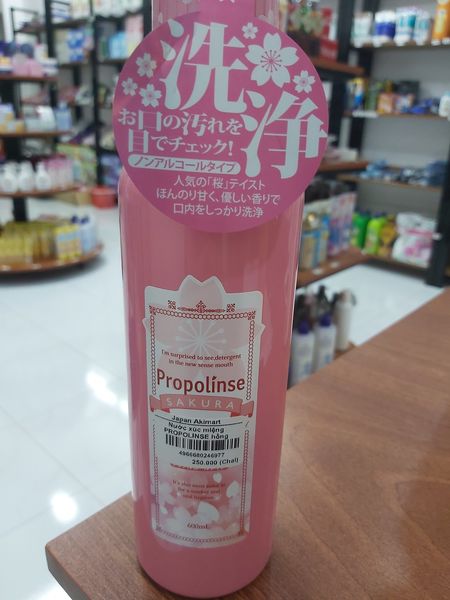 洗浄
お口の汚れを
目でチェック!
ノンアルコールタイプ
人気の「桜」テイスト
ほんのり甘く、優しい香りで
口内をしっかり洗浄
I'm surprised to see, detergent
in the new sense mouth
Propolinse
SAKURA
Japan Akimart
Nước xúc miệng
PROPOLINSE hồng
4966680246977
250.000 (Chai)
600mL